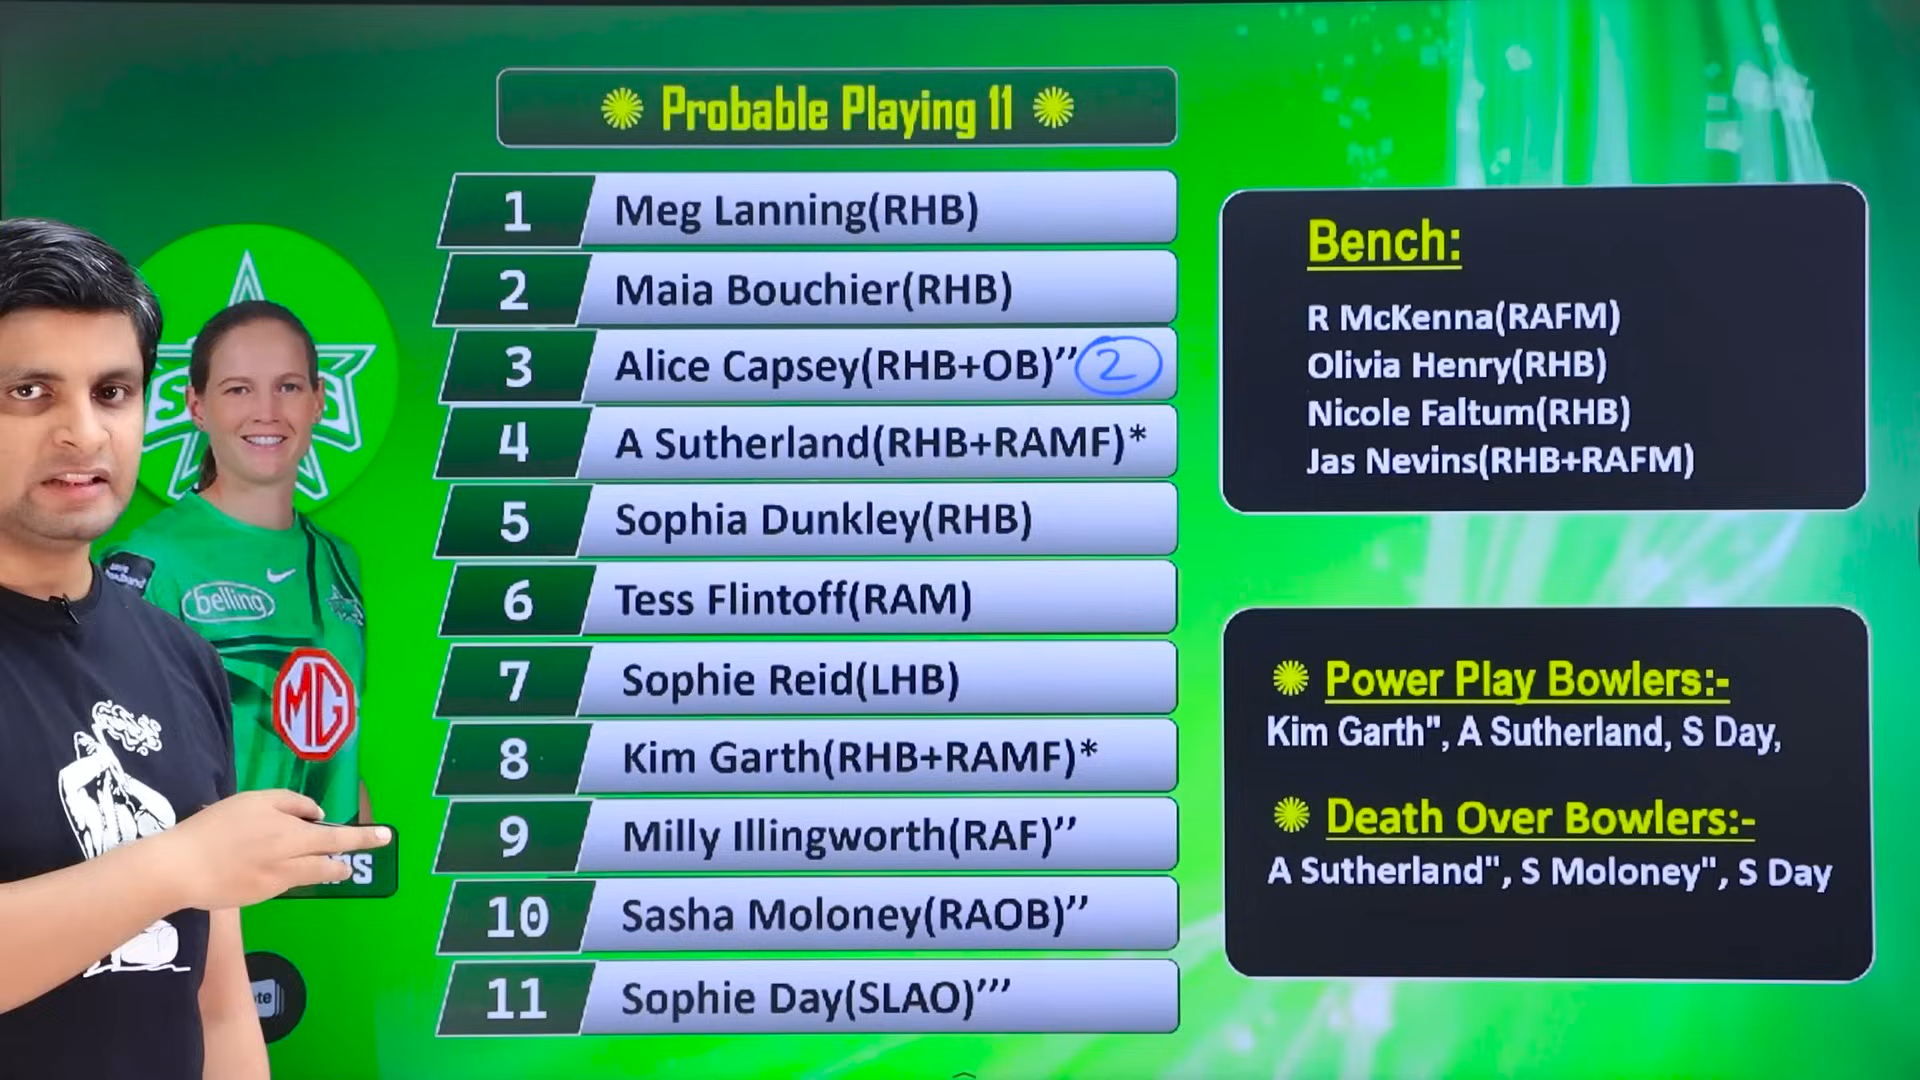 Probable Playing 11
1 Meg Lanning(RHB)
2 Maia Bouchier(RHB)
3 Alice Capsey(RHB+OB)’’ 2
4 A Sutherland(RHB+RAMF)*
5 Sophia Dunkley(RHB)
6 Tess Flintoff(RAM)
7 Sophie Reid(LHB)
8 Kim Garth(RHB+RAMF)*
9 Milly Illingworth(RAF)’’
10 Sasha Moloney(RAOB)’’
11 Sophie Day(SLAO)’’’
Bench:
R McKenna(RAFM)
Olivia Henry(RHB)
Nicole Faltum(RHB)
Jas Nevins(RHB+RAFM)
Power Play Bowlers:-
Kim Garth", A Sutherland, S Day,
Death Over Bowlers:-
A Sutherland", S Moloney", S Day
belling
MG